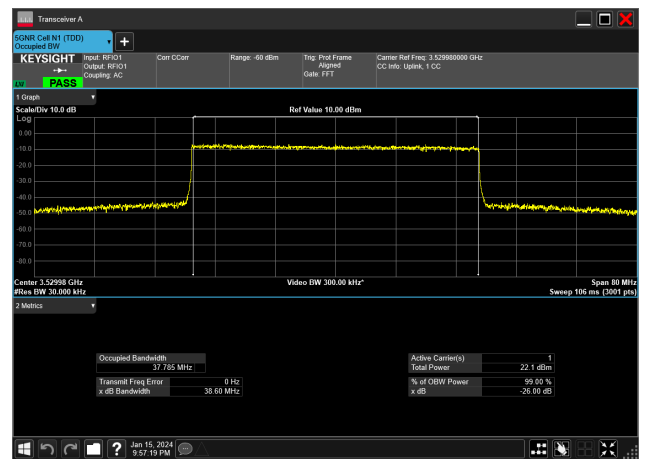 Transceiver A
5GNR Cell N1 (TDD)
Occupied BW
KEYSIGHT
Input: RFIO1
Output: RFIO1
Coupling: AC
Corr CCorr
Range: -60 dBm
Trig: Prot Frame
Aligned
Gate: FFT
Carrier Ref Freq: 3.529980000 GHz
CC Info: Uplink, 1 CC
PASS
1 Graph
Scale/Div 10.0 dB
Ref Value 10.00 dBm
Log
0.00
-10.0
-20.0
-30.0
-40.0
-50.0
-60.0
-70.0
-80.0
Center 3.52998 GHz
Video BW 300.00 kHz*
Span 80 MHz
#Res BW 30.000 kHz
Sweep 106 ms (3001 pts)
2 Metrics
Occupied Bandwidth
37.785 MHz
Active Carrier(s) 1
Total Power 22.1 dBm
Transmit Freq Error 0 Hz
x dB Bandwidth 38.60 MHz
% of OBW Power 99.00 %
x dB -26.00 dB
Jan 15, 2024
9:57:19 PM